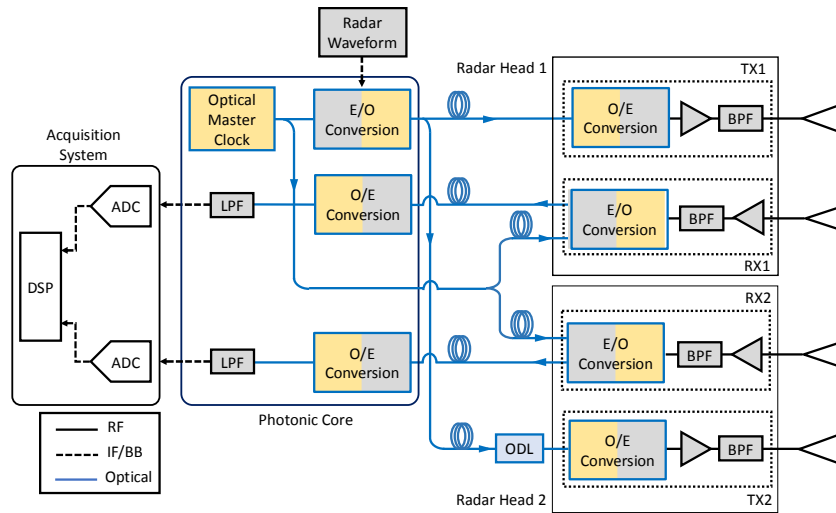 Radar
Waveform
Radar Head 1
TX1
Optical
Master
Clock
E/O
Conversion
O/E
Conversion
BPF
Acquisition
System
ADC
LPF
O/E
Conversion
E/O
Conversion
BPF
RX1
DSP
RX2
ADC
LPF
O/E
Conversion
E/O
Conversion
BPF
Photonic Core
RF
IF/BB
Optical
ODL
O/E
Conversion
BPF
Radar Head 2
TX2